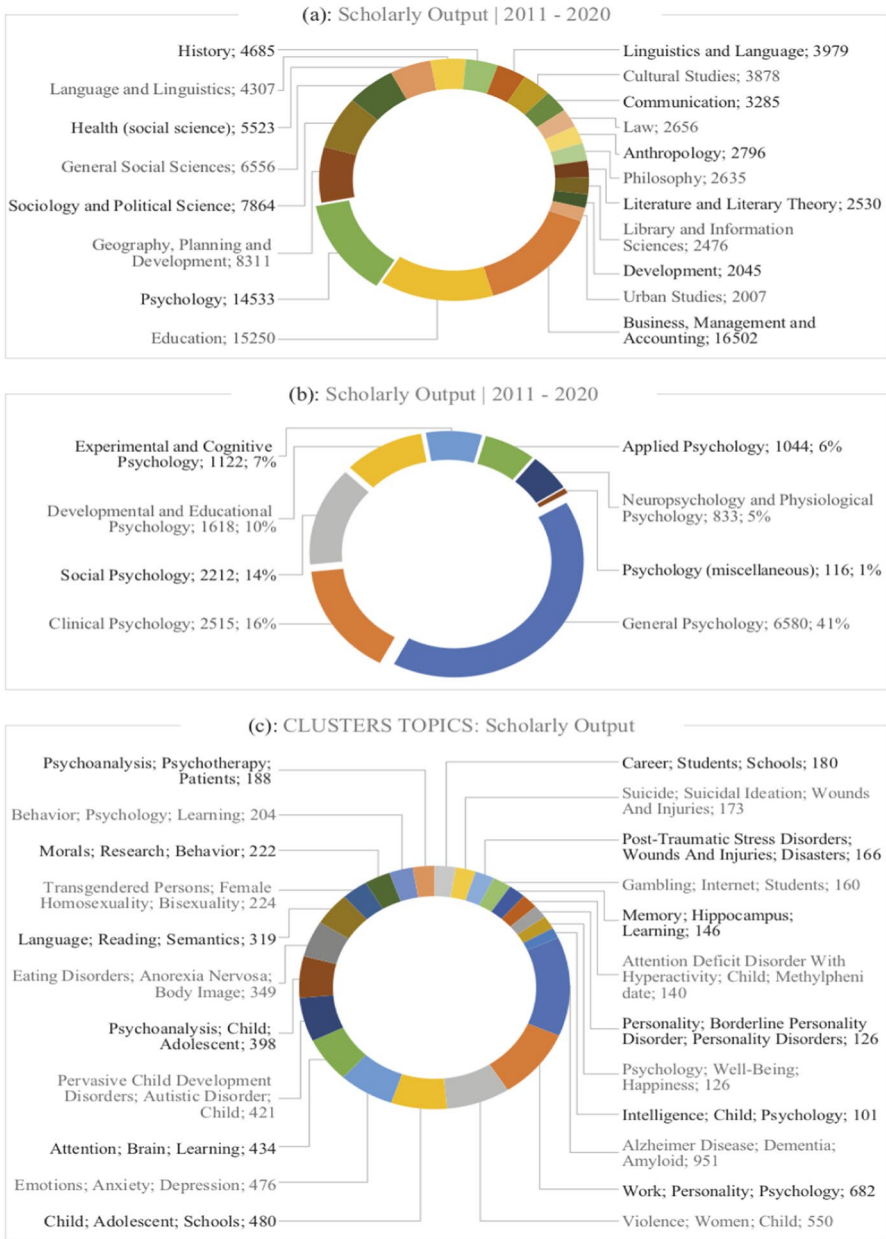 (a): Scholarly Output | 2011 - 2020
History; 4685
Language and Linguistics; 4307
Health (social science); 5523
General Social Sciences; 6556
Sociology and Political Science; 7864
Geography, Planning and
Development; 8311
Psychology; 14533
Education; 15250
Linguistics and Language; 3979
Cultural Studies; 3878
Communication; 3285
Law; 2656
Anthropology; 2796
Philosophy; 2635
Literature and Literary Theory; 2530
Library and Information
Sciences; 2476
Development; 2045
Urban Studies; 2007
Business, Management and
Accounting; 16502
(b): Scholarly Output | 2011 - 2020
Experimental and Cognitive
Psychology; 1122; 7%
Developmental and Educational
Psychology; 1618; 10%
Social Psychology; 2212; 14%
Clinical Psychology; 2515; 16%
Applied Psychology; 1044; 6%
Neuropsychology and Physiological
Psychology; 833; 5%
Psychology (miscellaneous); 116; 1%
General Psychology; 6580; 41%
(c): CLUSTERS TOPICS: Scholarly Output
Psychoanalysis; Psychotherapy;
Patients; 188
Behavior; Psychology; Learning; 204
Morals; Research; Behavior; 222
Transgendered Persons; Female
Homosexuality; Bisexuality; 224
Language; Reading; Semantics; 319
Eating Disorders; Anorexia Nervosa;
Body Image; 349
Psychoanalysis; Child;
Adolescent; 398
Pervasive Child Development
Disorders; Autistic Disorder;
Child; 421
Attention; Brain; Learning; 434
Emotions; Anxiety; Depression; 476
Child; Adolescent; Schools; 480
Career; Students; Schools; 180
Suicide; Suicidal Ideation; Wounds
And Injuries; 173
Post-Traumatic Stress Disorders;
Wounds And Injuries; Disasters; 166
Gambling; Internet; Students; 160
Memory; Hippocampus;
Learning; 146
Attention Deficit Disorder With
Hyperactivity; Child; Methylpheni
date; 140
Personality; Borderline Personality
Disorder; Personality Disorders; 126
Psychology; Well-Being;
Happiness; 126
Intelligence; Child; Psychology; 101
Alzheimer Disease; Dementia;
Amyloid; 951
Work; Personality; Psychology; 682
Violence; Women; Child; 550